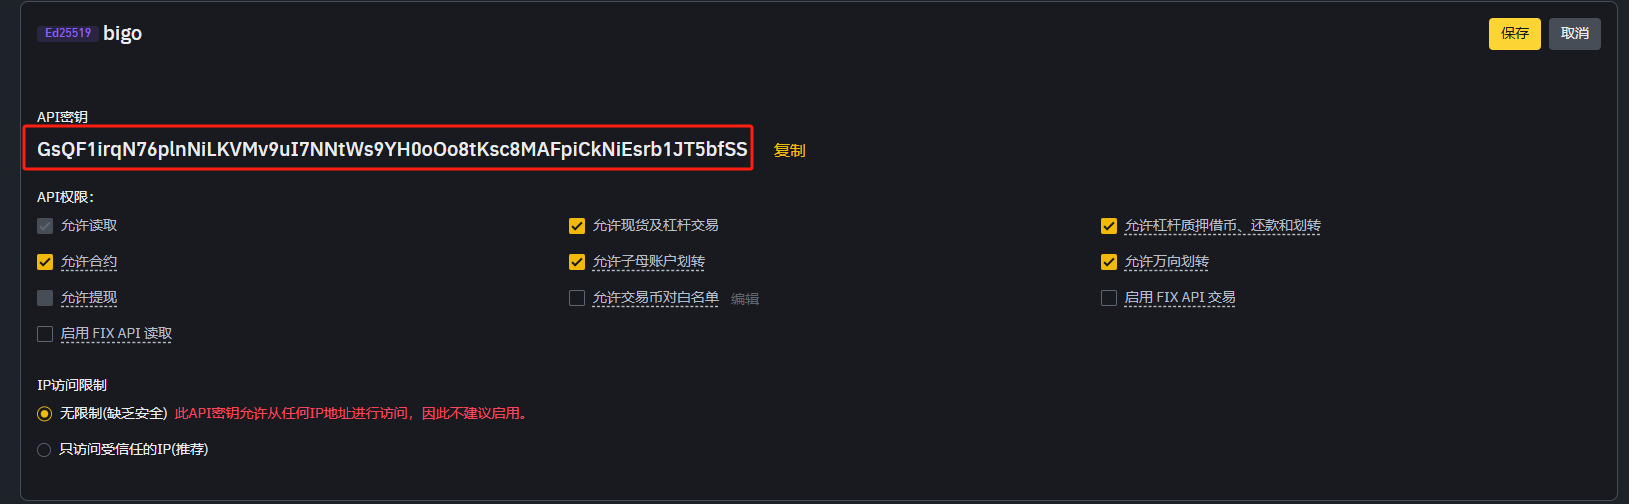 Ed25519 bigo
保存 取消
API密钥
GsQF1irqN76plnNiLKVMv9uI7NNtWs9YH0oOo8tKsc8MAFpiCkNiEsrb1JT5bfSS 复制
API权限：
允许读取 允许现货及杠杆交易 允许杠杆质押借币、还款和划转
允许合约 允许子母账户划转 允许万向划转
允许提现 允许交易币对白名单 编辑 启用 FIX API 交易
启用 FIX API 读取
IP访问限制
无限制(缺乏安全) 此API密钥允许从任何IP地址进行访问，因此不建议启用。
只访问受信任的IP(推荐)